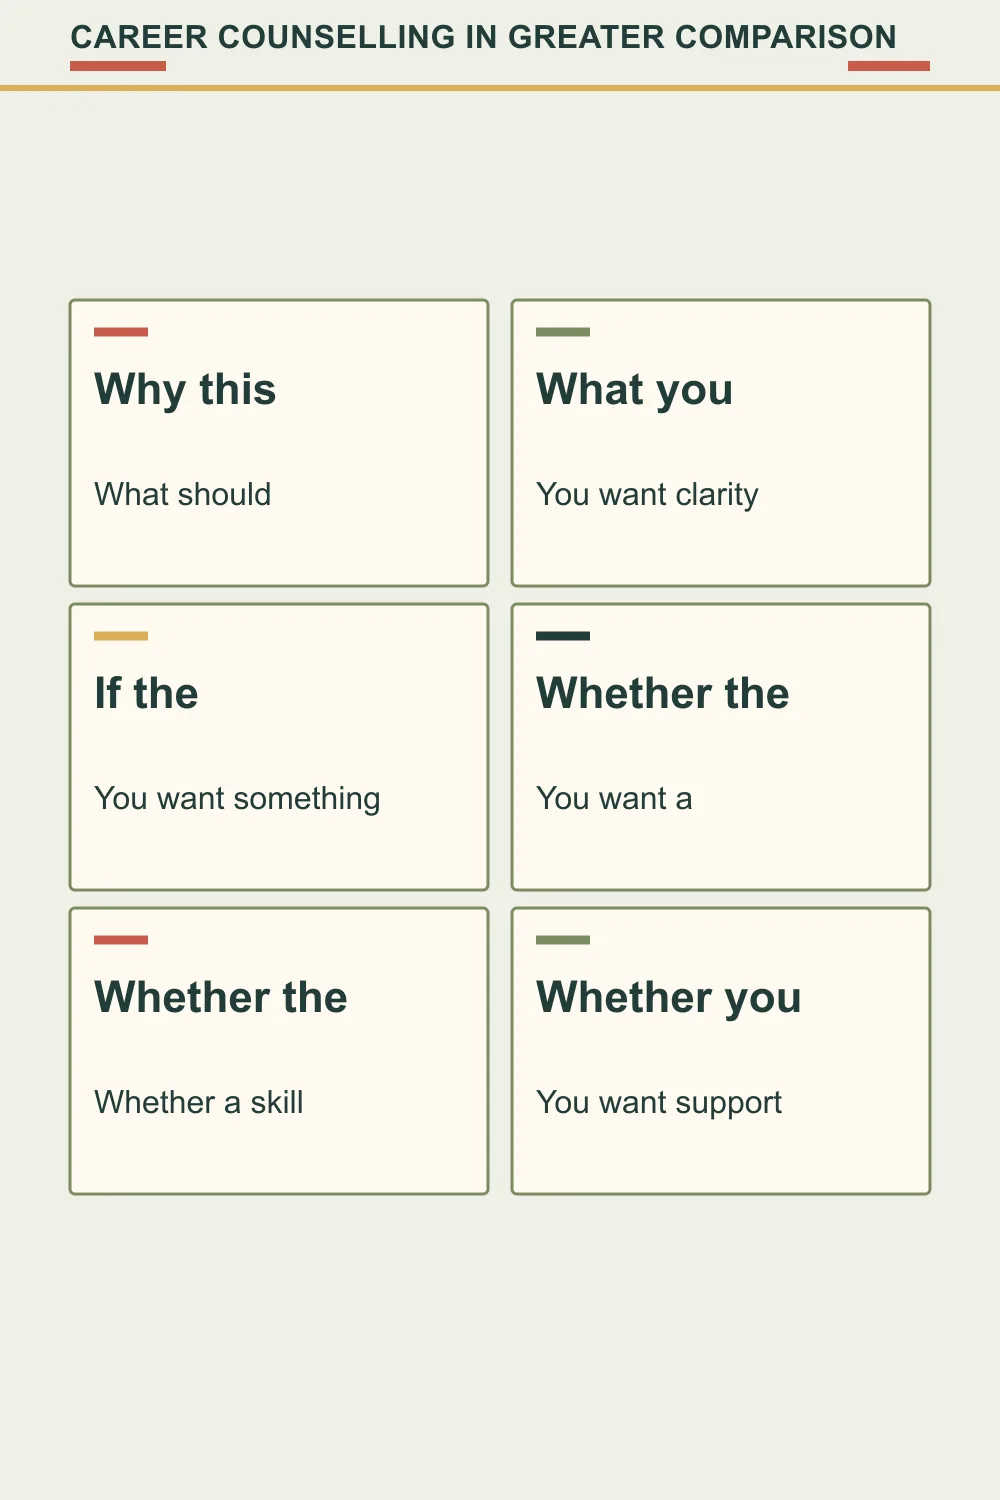 CAREER COUNSELLING IN GREATER COMPARISON
Why this
What should
What you
You want clarity
If the
You want something
Whether the
You want a
Whether the
Whether a skill
Whether you
You want support